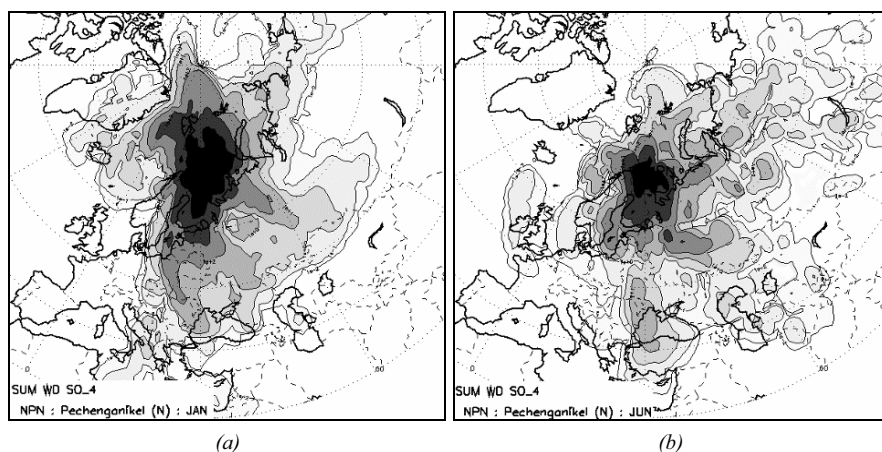 SUM WD SO_4
NPN : Pechenganikel (N) : JAN
(a)
SUM WD SO_4
NPN : Pechenganikel (N) : JUN
(b)